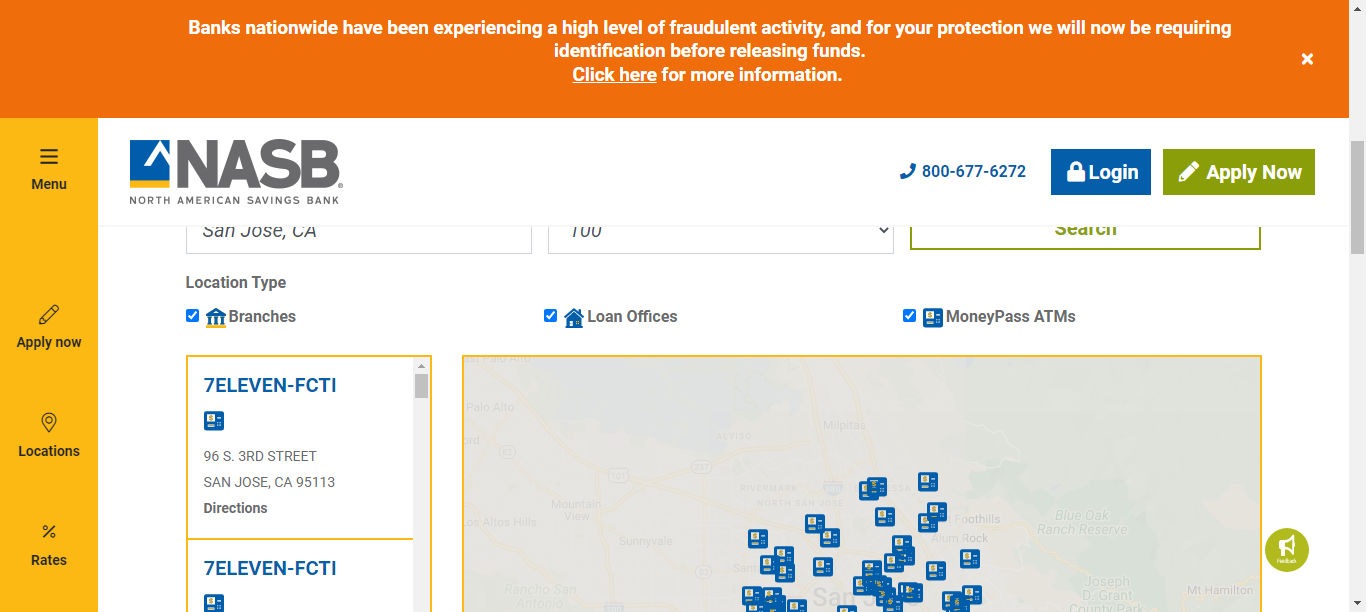 Banks nationwide have been experiencing a high level of fraudulent activity, and for your protection we will now be requiring
identification before releasing funds.
Click here for more information.
Menu
NASB
NORTH AMERICAN SAVINGS BANK
800-677-6272
Login
Apply Now
San Jose, CA
100
Search
Location Type
Branches
Loan Offices
MoneyPass ATMs
Apply now
Locations
Rates
7ELEVEN-FCTI
96 S. 3RD STREET
SAN JOSE, CA 95113
Directions
7ELEVEN-FCTI
Palo Alto
Milpitas
ALVISO
237
101
RIVERMARK
NORTH SAN JOSE
Mountain
View
Los Altos Hills
Sunnyvale
Foothills
Alum Rock
Blue Oak
Ranch Reserve
Rancho San
Antonio
Joseph
D. Grant
County Park
Mt Hamilton
Feedback